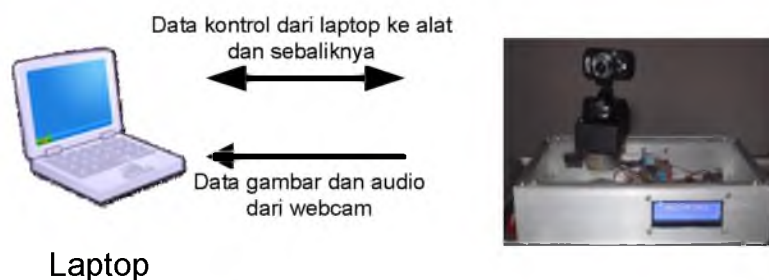 Data kontrol dari laptop ke alat
dan sebaliknya
Data gambar dan audio
dari webcam
Laptop